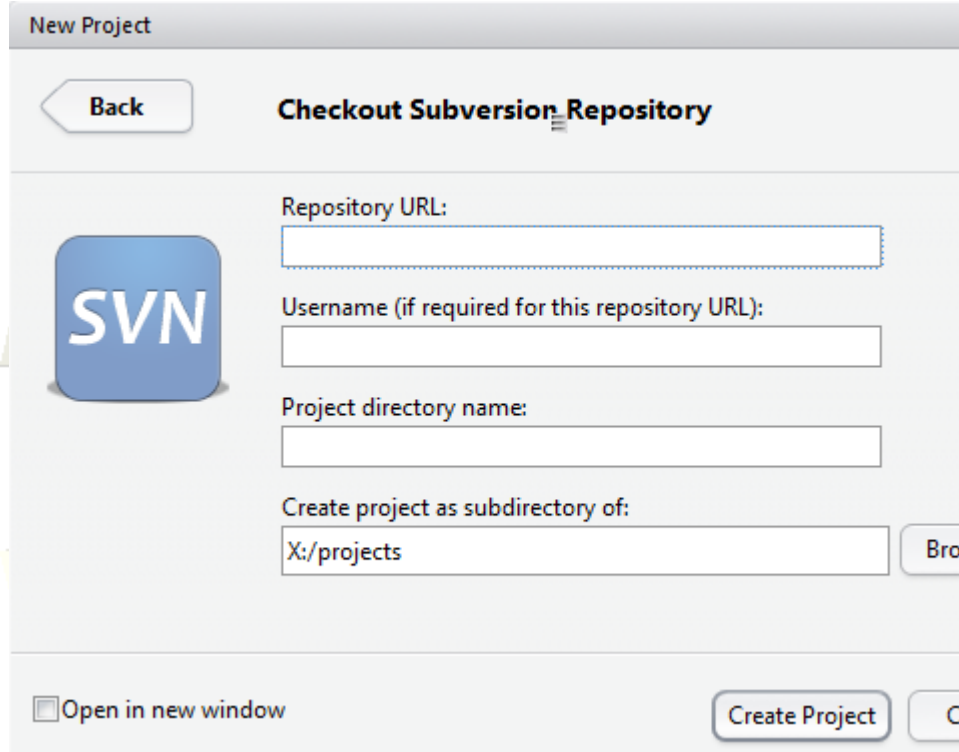 New Project
Back
Checkout Subversion Repository
Repository URL:
SVN
Username (if required for this repository URL):
Project directory name:
Create project as subdirectory of:
X:/projects
Bro
Open in new window
Create Project
C